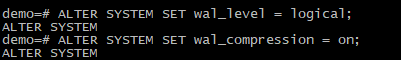 demo=# ALTER SYSTEM SET wal_level = logical;
ALTER SYSTEM
demo=# ALTER SYSTEM SET wal_compression = on;
ALTER SYSTEM